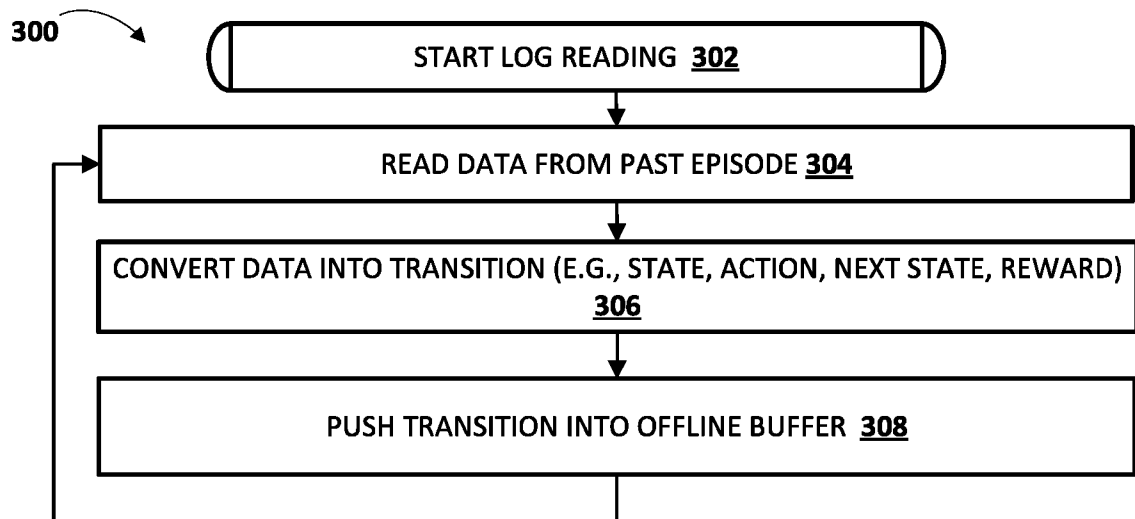 300
START LOG READING 302
READ DATA FROM PAST EPISODE 304
CONVERT DATA INTO TRANSITION (E.G., STATE, ACTION, NEXT STATE, REWARD)
306
PUSH TRANSITION INTO OFFLINE BUFFER 308